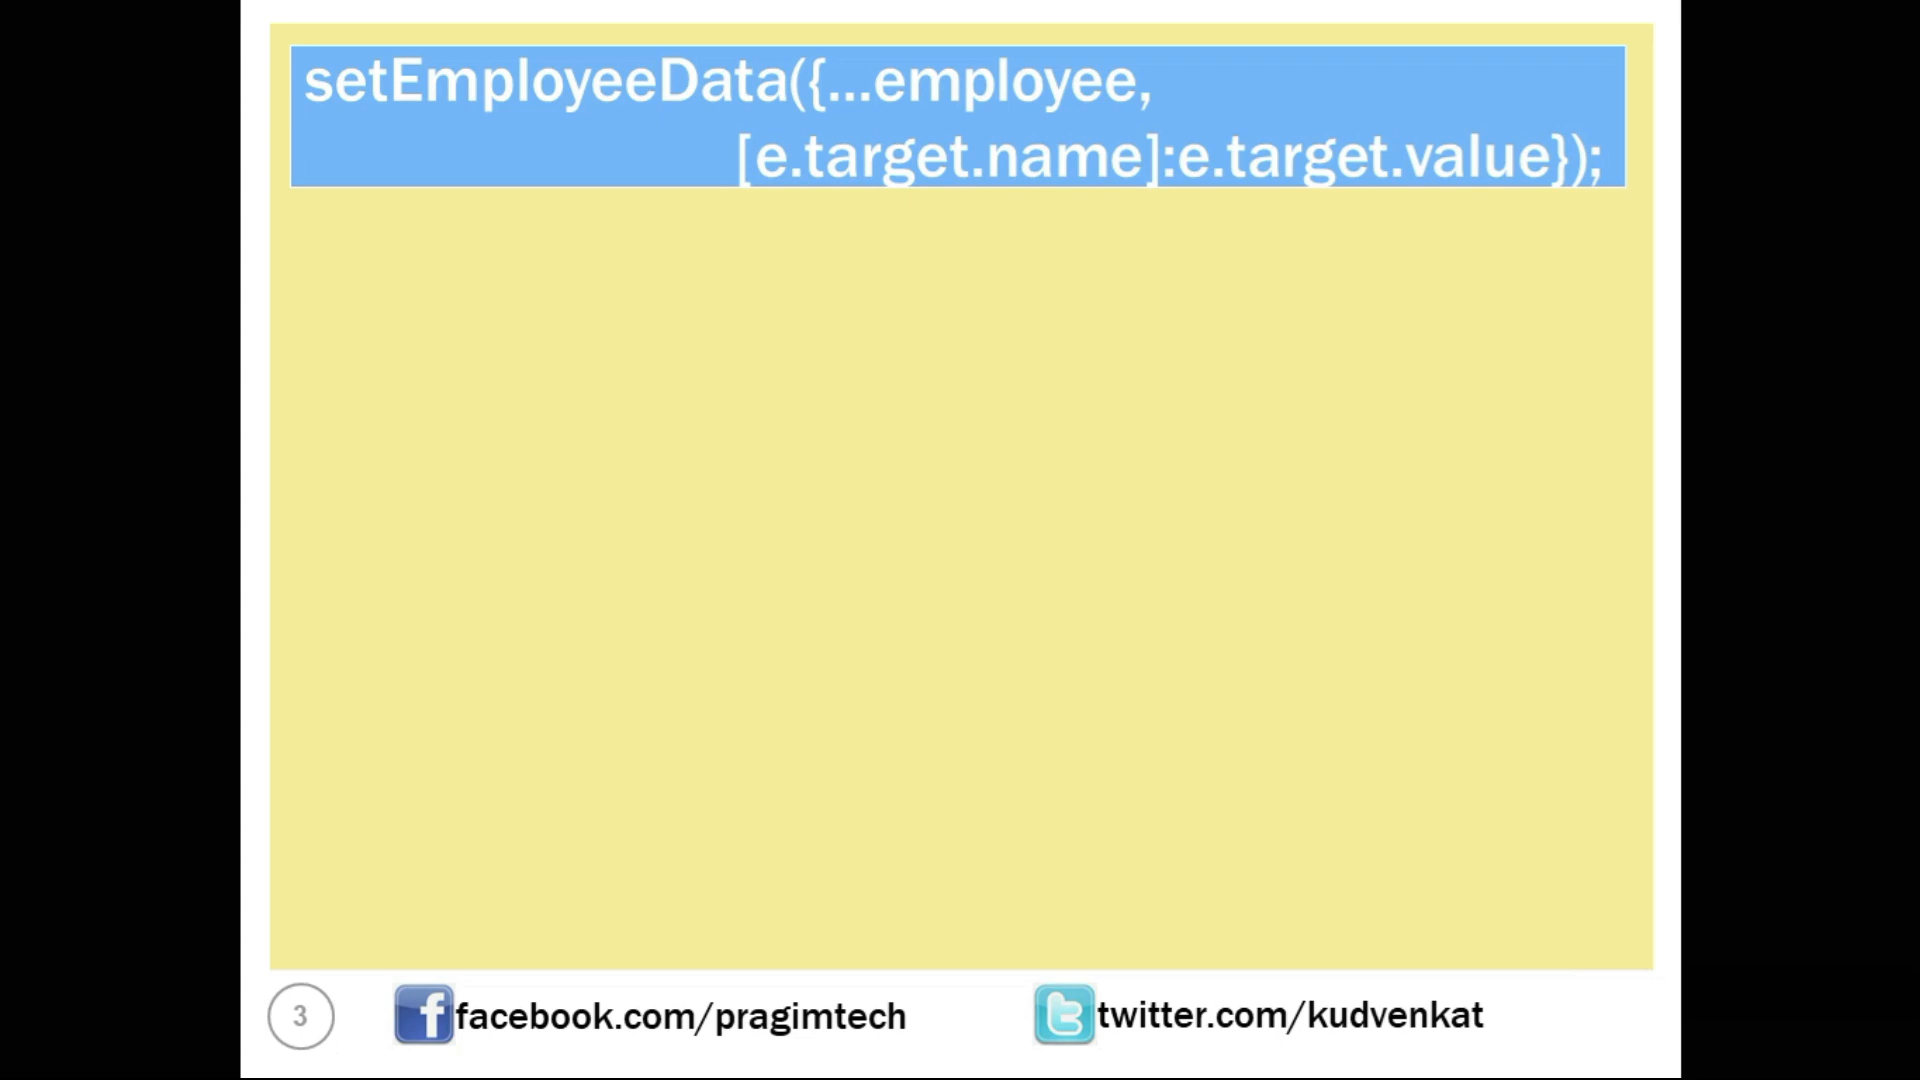 setEmployeeData({...employee,
[e.target.name]:e.target.value});
3
facebook.com/pragimtech
twitter.com/kudvenkat